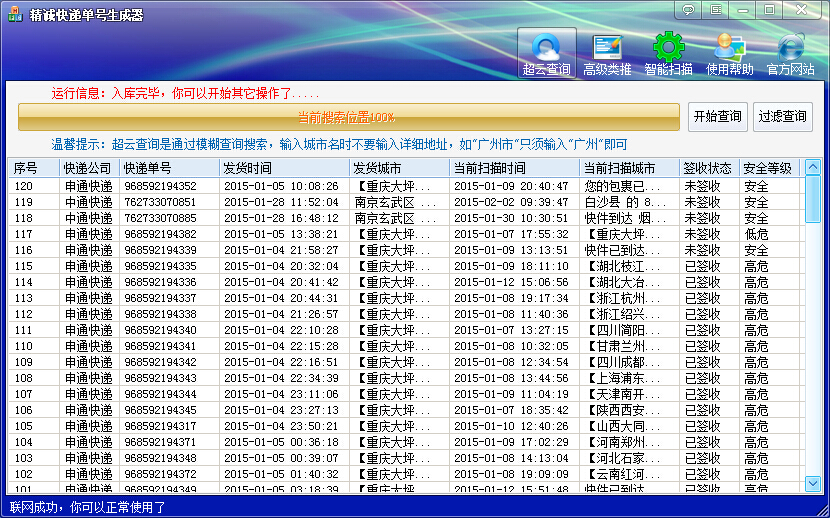 精诚快递单号生成器
超云查询 高级类推 智能扫描 使用帮助 官方网站
运行信息：入库完毕，你可以开始其它操作了.....
当前搜索位置100% 开始查询 过滤查询
温馨提示：超云查询是通过模糊查询搜索，输入城市名时不要输入详细地址，如"广州市"只须输入"广州"即可
序号 快递公司 快递单号 发货时间 发货城市 当前扫描时间 当前扫描城市 签收状态 安全等级
120 申通快递 968592194352 2015-01-05 10:08:26 【重庆大坪... 2015-01-09 20:40:47 您的包裹已... 未签收 安全
119 中通快递 762733070851 2015-01-28 11:52:04 南京玄武区 ... 2015-02-02 09:39:47 白沙县 的 8... 未签收 安全
118 中通快递 762733070885 2015-01-28 16:48:12 南京玄武区 ... 2015-01-30 10:30:51 快件到达 烟... 未签收 安全
117 申通快递 968592194382 2015-01-05 13:38:21 【重庆大坪... 2015-01-07 17:55:32 【重庆大坪... 未签收 低危
116 申通快递 968592194339 2015-01-04 21:58:27 【重庆大坪... 2015-01-09 13:13:51 快件已到达... 未签收 安全
115 申通快递 968592194335 2015-01-04 20:32:04 【重庆大坪... 2015-01-09 18:11:10 【湖北枝江... 已签收 高危
114 申通快递 968592194336 2015-01-04 20:41:42 【重庆大坪... 2015-01-12 15:06:56 【湖北大冶... 已签收 高危
113 申通快递 968592194337 2015-01-04 20:44:31 【重庆大坪... 2015-01-08 19:17:34 【浙江杭州... 已签收 高危
112 申通快递 968592194338 2015-01-04 21:26:57 【重庆大坪... 2015-01-08 11:40:36 【浙江绍兴... 已签收 高危
111 申通快递 968592194340 2015-01-04 22:10:28 【重庆大坪... 2015-01-07 13:27:15 【四川简阳... 已签收 高危
110 申通快递 968592194341 2015-01-04 22:15:28 【重庆大坪... 2015-01-08 10:32:05 【甘肃兰州... 已签收 高危
109 申通快递 968592194342 2015-01-04 22:16:51 【重庆大坪... 2015-01-08 12:34:54 【四川成都... 已签收 高危
108 申通快递 968592194343 2015-01-04 22:34:39 【重庆大坪... 2015-01-08 13:44:56 【上海浦东... 已签收 高危
107 申通快递 968592194344 2015-01-04 23:11:06 【重庆大坪... 2015-01-09 11:04:19 【天津南开... 已签收 高危
106 申通快递 968592194345 2015-01-04 23:27:13 【重庆大坪... 2015-01-07 18:35:42 【陕西西安... 已签收 高危
105 申通快递 968592194317 2015-01-04 23:50:21 【重庆大坪... 2015-01-10 12:40:26 【山西大同... 已签收 高危
104 申通快递 968592194371 2015-01-05 00:36:18 【重庆大坪... 2015-01-09 17:02:29 【河南郑州... 已签收 高危
103 申通快递 968592194348 2015-01-05 00:39:07 【重庆大坪... 2015-01-08 14:13:04 【河北石家... 已签收 高危
102 申通快递 968592194372 2015-01-05 01:40:32 【重庆大坪... 2015-01-08 19:09:09 【云南红河... 已签收 高危
101 申通快递 968592194349 2015-01-05 03:18:39 【重庆大坪... 2015-01-12 15:51:48 快件已到达... 已签收 高危
联网成功，你可以正常使用了